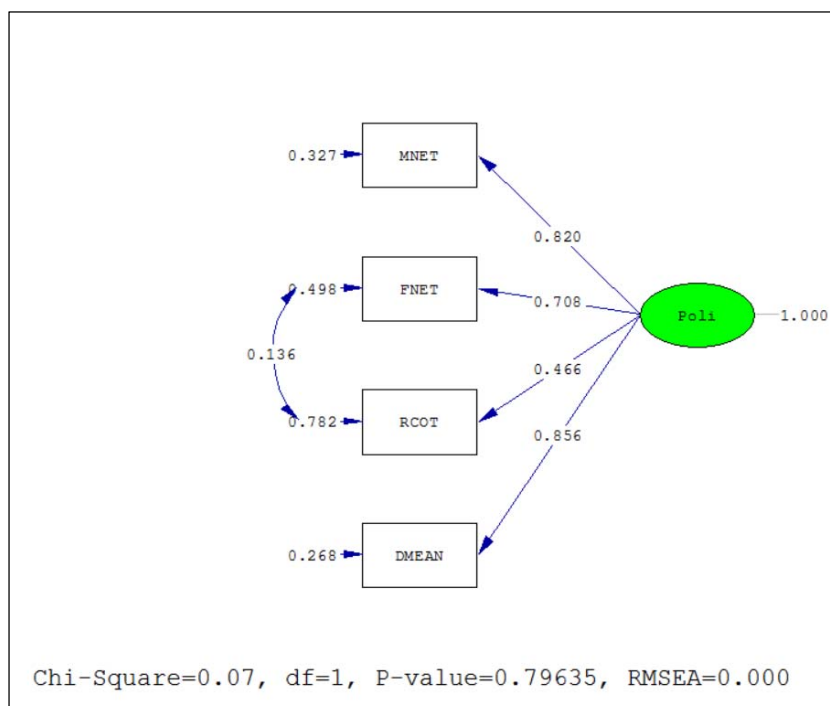 0.327
MNET
0.820
0.498
FNET
0.708
Poli
1.000
0.136
0.466
0.782
RCOT
0.856
0.268
DMEAN
Chi-Square=0.07, df=1, P-value=0.79635, RMSEA=0.000